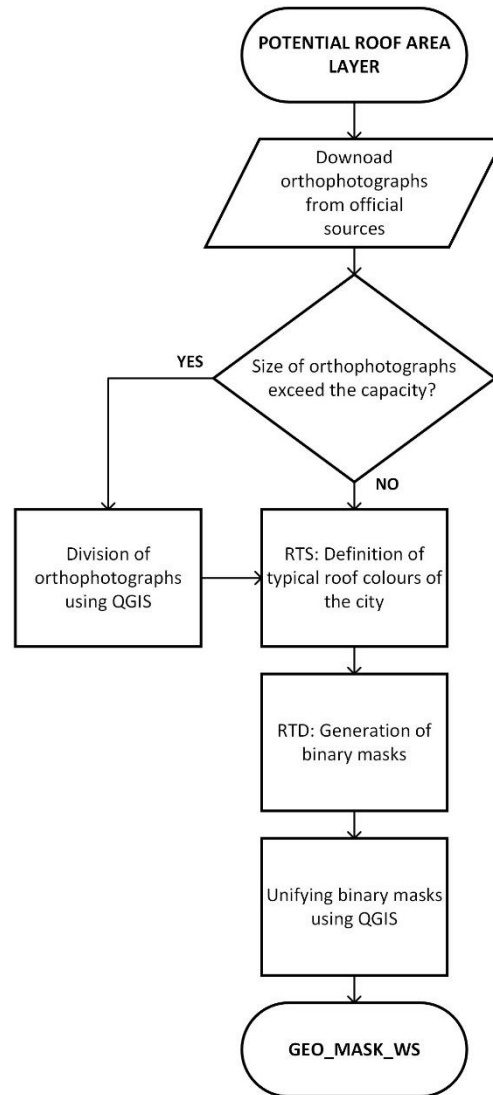 POTENTIAL ROOF AREA
LAYER
Downoad
orthophotographs
from official
sources
YES
Size of orthophotographs
exceed the capacity?
NO
Division of
orthophotographs
using QGIS
RTS: Definition of
typical roof colours of
the city
RTD: Generation of
binary masks
Unifying binary masks
using QGIS
GEO_MASK_WS